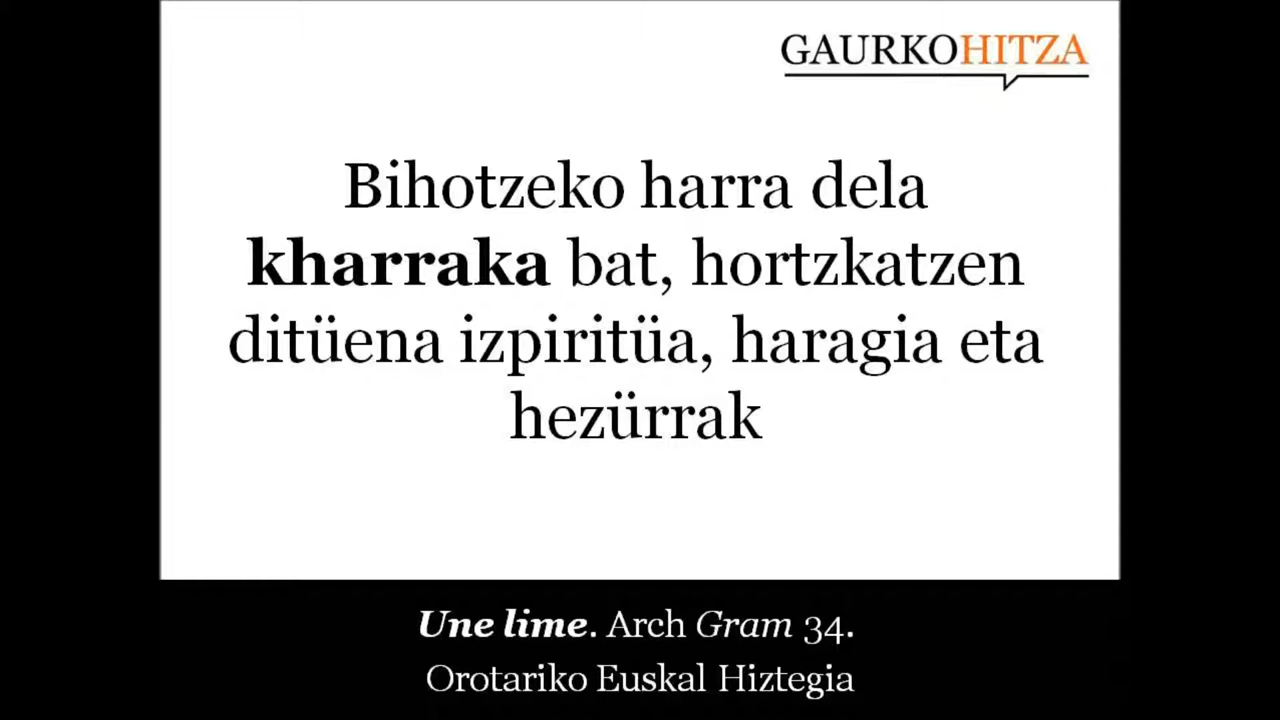 GAURKOHITZA
Bihotzeko harra dela
kharraka bat, hortzkatzen
ditüena izpiritüa, haragia eta
hezürrak
Une lime. Arch Gram 34.
Orotariko Euskal Hiztegia